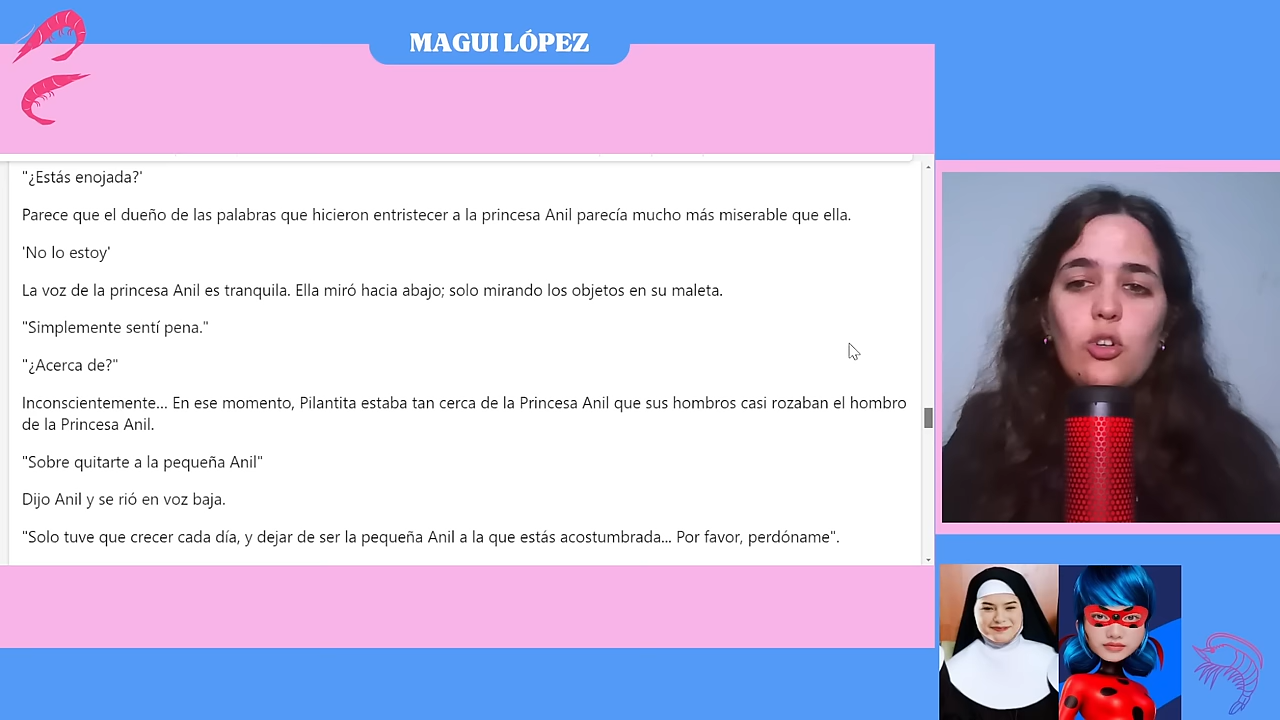 MAGUI LÓPEZ
"¿Estás enojada?'
Parece que el dueño de las palabras que hicieron entristecer a la princesa Anil parecía mucho más miserable que ella.
'No lo estoy'
La voz de la princesa Anil es tranquila. Ella miró hacia abajo; solo mirando los objetos en su maleta.
"Simplemente sentí pena."
"¿Acerca de?"
Inconscientemente... En ese momento, Pilantita estaba tan cerca de la Princesa Anil que sus hombros casi rozaban el hombro
de la Princesa Anil.
"Sobre quitarte a la pequeña Anil"
Dijo Anil y se rió en voz baja.
"Solo tuve que crecer cada día, y dejar de ser la pequeña Anil a la que estás acostumbrada... Por favor, perdóname".